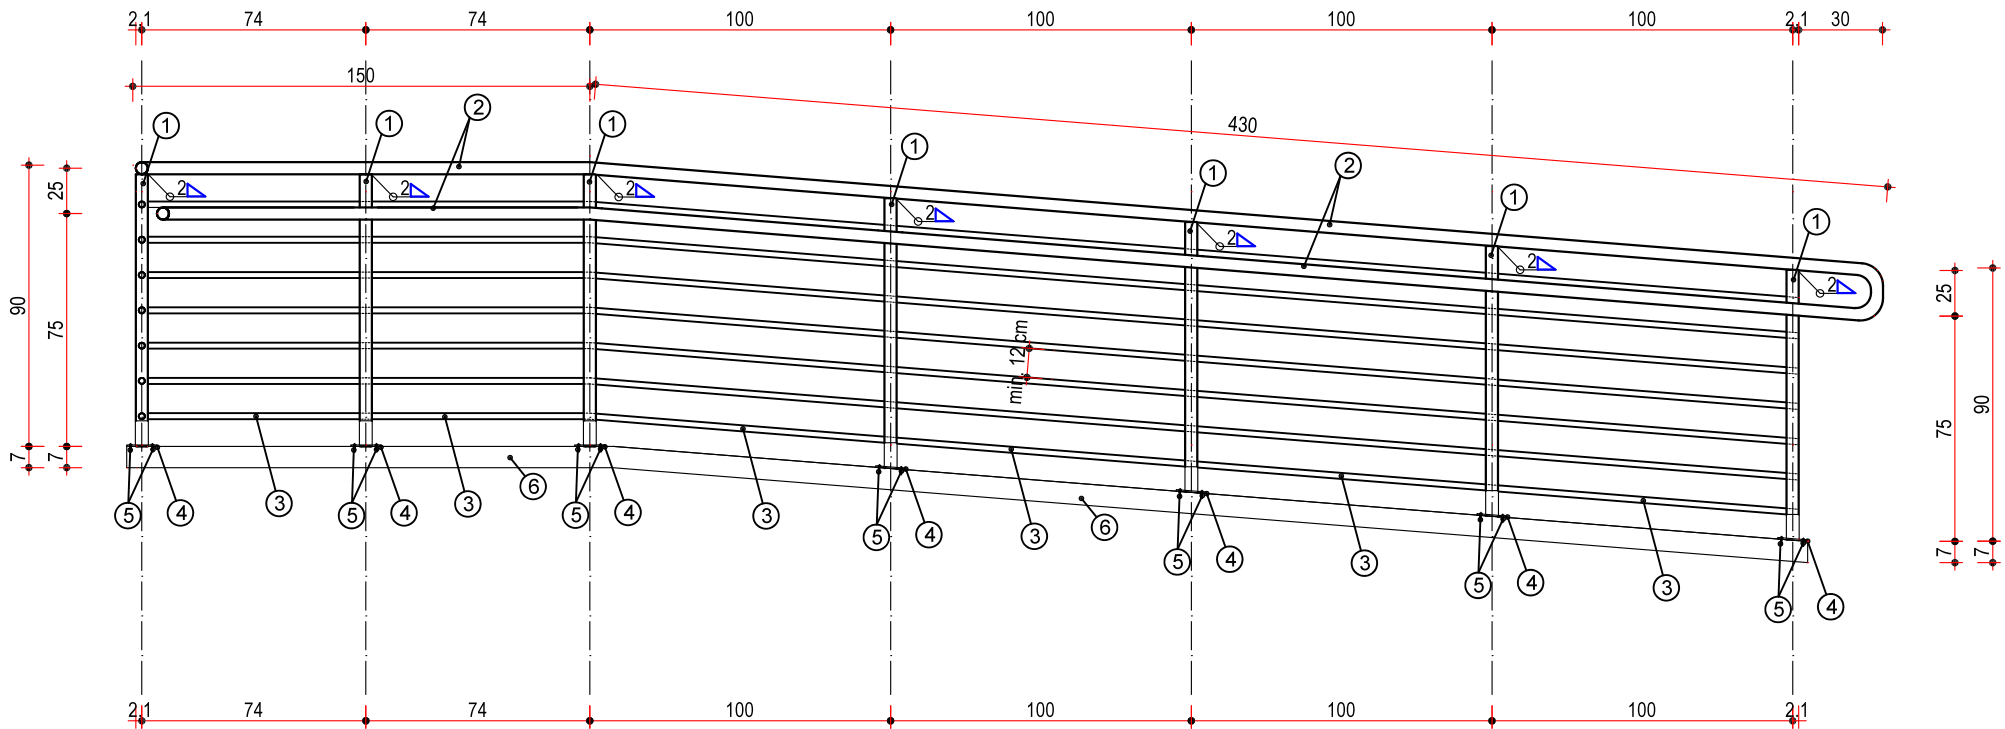 2.1 74 74 100 100 100 100 2.1 30
150
430
1 1 2 1 1 2 1 1 1
2 2 2 2 2 2 2
25 75 90 7 7
min. 12 cm
25 75 90 7 7
3 3 3 3 3 3
6 6
5 4 5 4 5 4 5 4 5 4 5 4 5 4
2.1 74 74 100 100 100 100 2.1